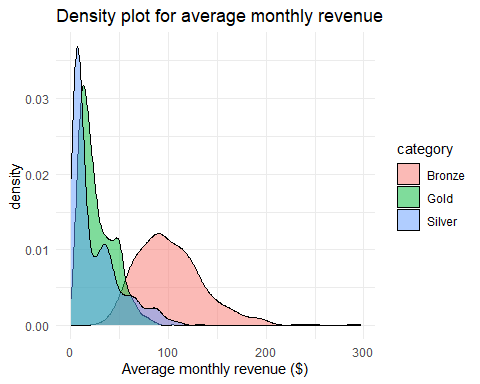 Density plot for average monthly revenue
density
0.03
0.02
0.01
0.00
0
100
200
300
Average monthly revenue ($)
category
Bronze
Gold
Silver